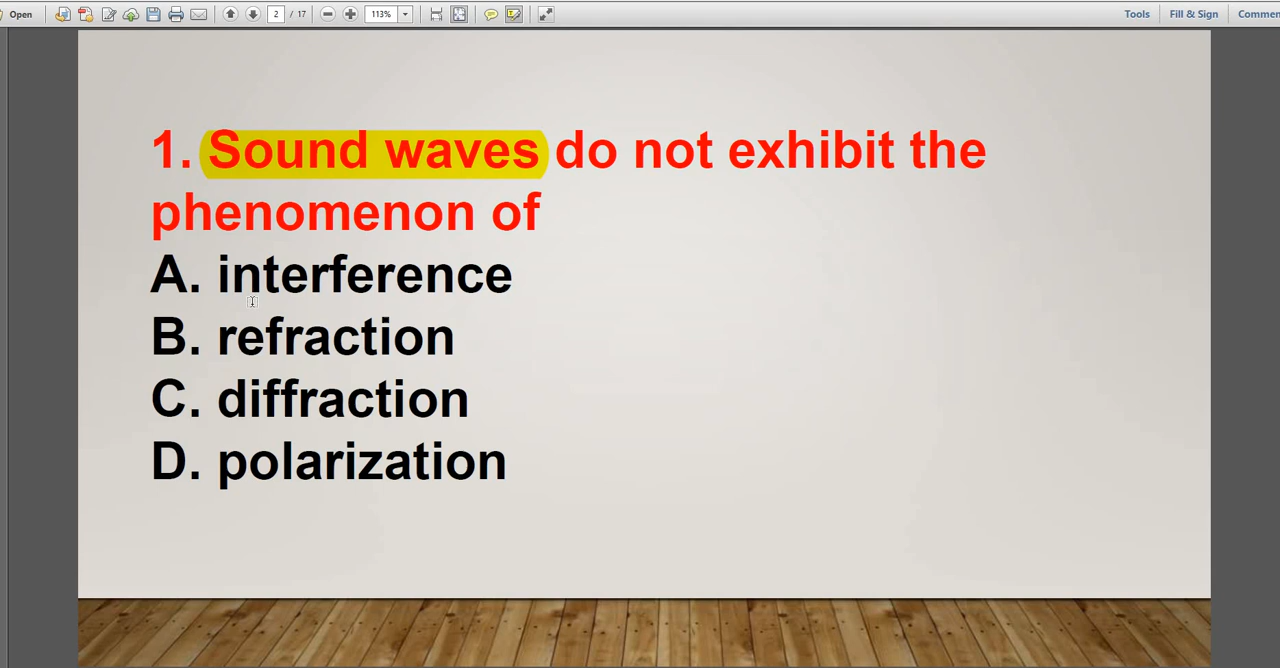 Open 2 / 17 113% Tools Fill & Sign Commen
1. Sound waves do not exhibit the
phenomenon of
A. interference
B. refraction
C. diffraction
D. polarization